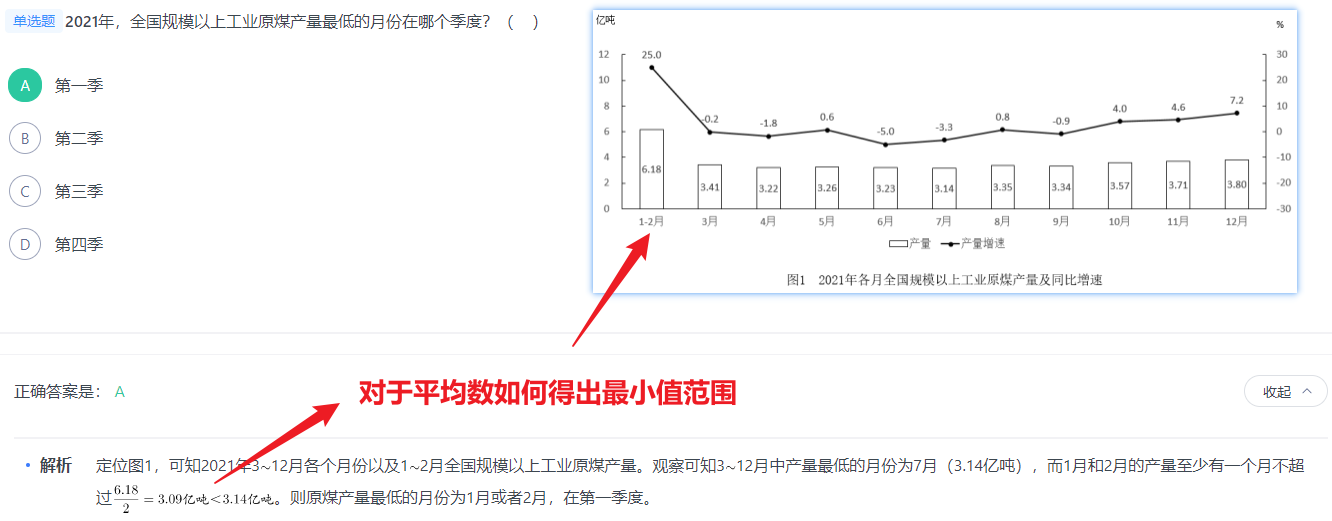 单选题 2021年，全国规模以上工业原煤产量最低的月份在哪个季度？（ ）
A 第一季
B 第二季
C 第三季
D 第四季
亿吨 %
12 10 8 6 4 2 0
30 20 10 0 -10 -20 -30
25.0 -0.2 -1.8 0.6 -5.0 -3.3 0.8 -0.9 4.0 4.6 7.2
6.18 3.41 3.22 3.26 3.23 3.14 3.35 3.34 3.57 3.71 3.80
1-2月 3月 4月 5月 6月 7月 8月 9月 10月 11月 12月
产量 产量增速
图1 2021年各月全国规模以上工业原煤产量及同比增速
对于平均数如何得出最小值范围
正确答案是： A
收起
解析 定位图1，可知2021年3~12月各个月份以及1~2月全国规模以上工业原煤产量。观察可知3~12月中产量最低的月份为7月（3.14亿吨），而1月和2月的产量至少有一个月不超
过6.18/2=3.09亿吨<3.14亿吨。则原煤产量最低的月份为1月或者2月，在第一季度。